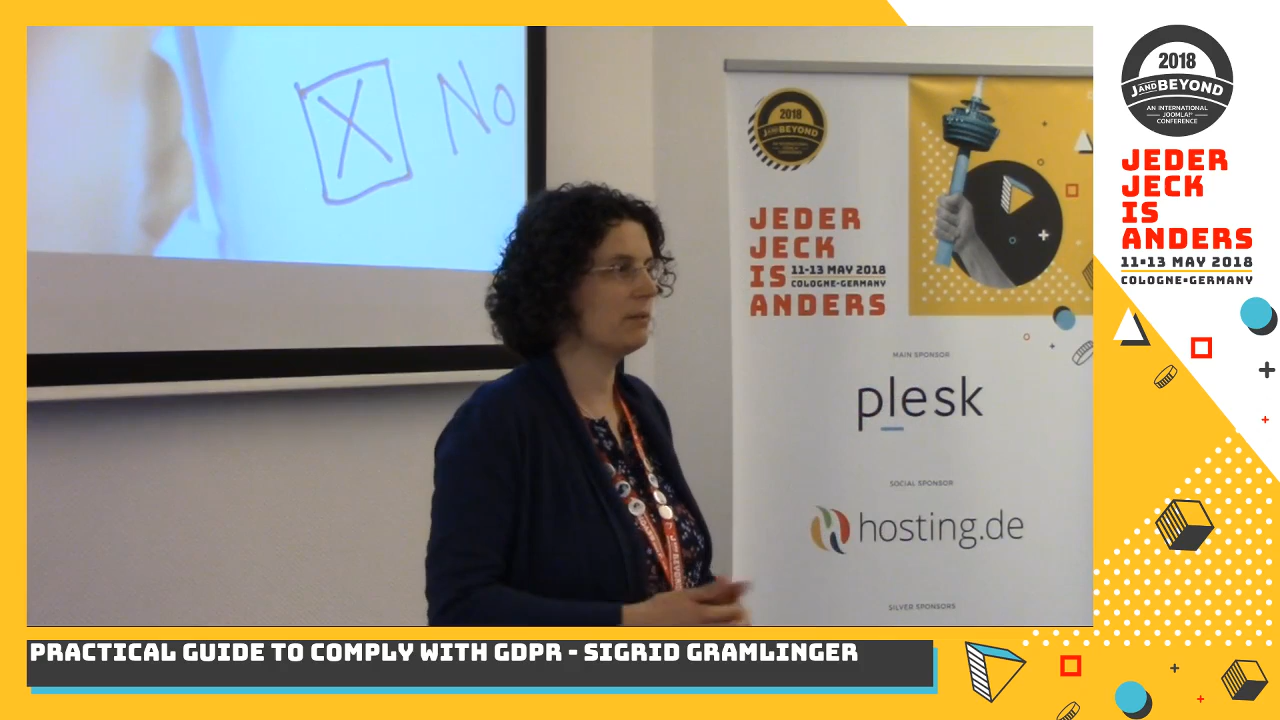 X No
2018
J AND BEYOND
JEDER
JECK
IS
11-13 MAY 2018
COLOGNE-GERMANY
ANDERS
MAIN SPONSOR
plesk
SOCIAL SPONSOR
hosting.de
SILVER SPONSORS
2018
J AND BEYOND
AN INTERNATIONAL
JOOMLA!®
CONFERENCE
JEDER
JECK
IS
ANDERS
11•13 MAY 2018
COLOGNE•GERMANY
PRACTICAL GUIDE TO COMPLY WITH GDPR - SIGRID GRAMLINGER